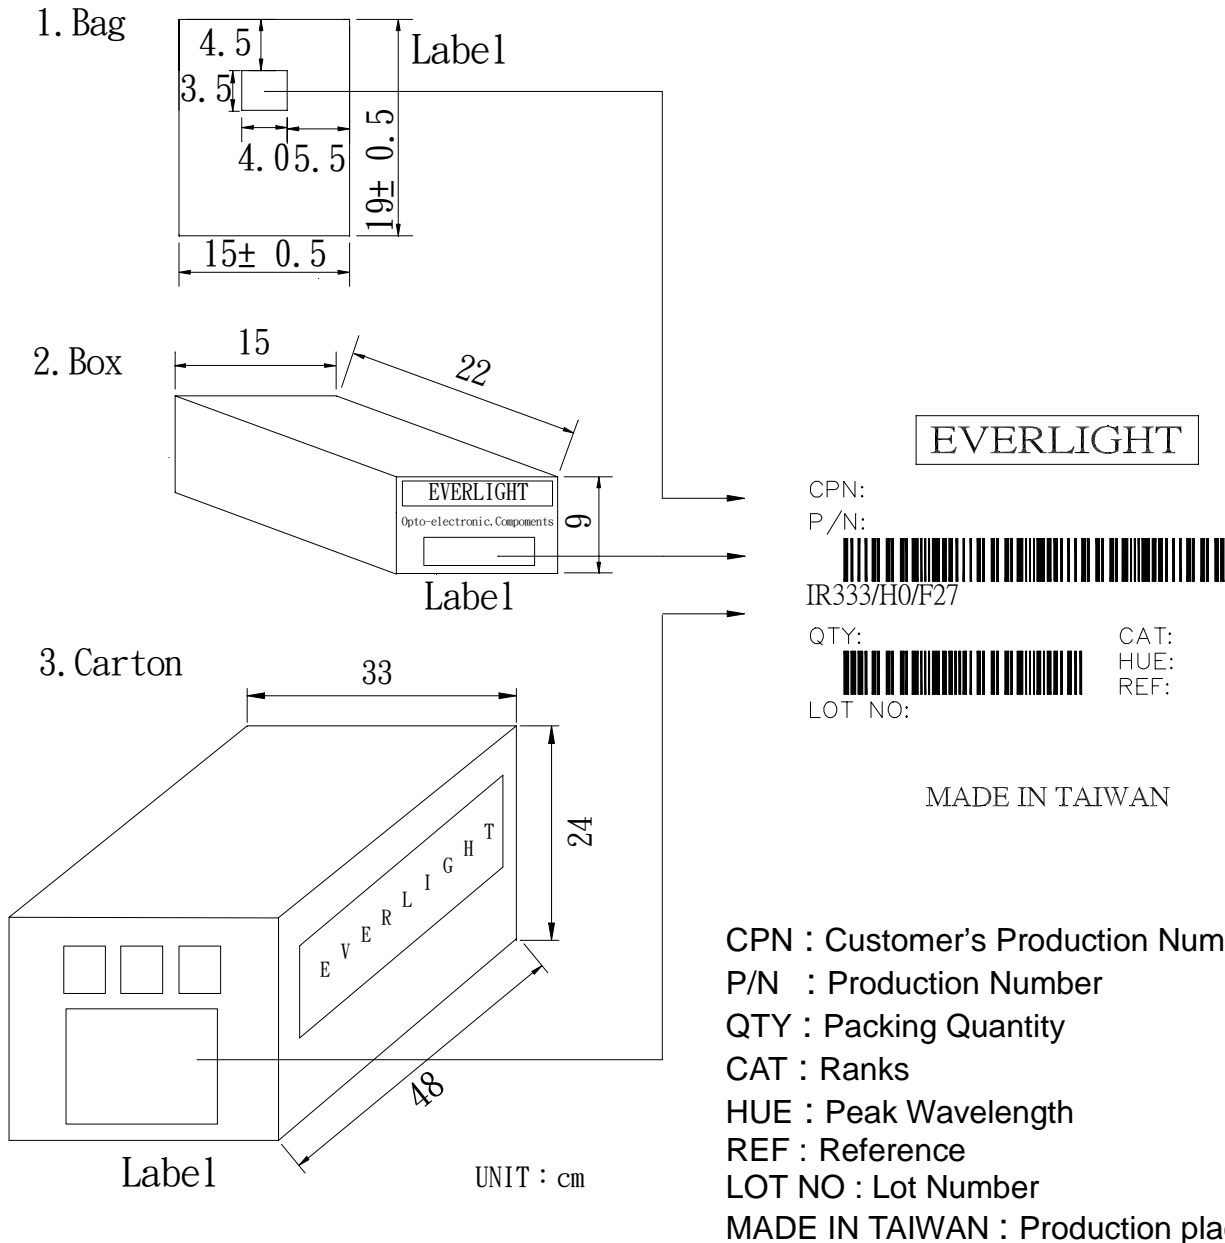 1. Bag
4.5
Label
3.5
4.0 5.5
19± 0.5
15± 0.5
2. Box
15
22
EVERLIGHT
Opto-electronic, Compoments
9
Label
3. Carton
33
24
EVERLIGHT
48
Label
UNIT：cm
EVERLIGHT
CPN:
P/N:
IR333/H0/F27
QTY:
CAT:
HUE:
REF:
LOT NO:
MADE IN TAIWAN
CPN：Customer’s Production Num
P/N ：Production Number
QTY：Packing Quantity
CAT：Ranks
HUE：Peak Wavelength
REF : Reference
LOT NO : Lot Number
MADE IN TAIWAN：Production